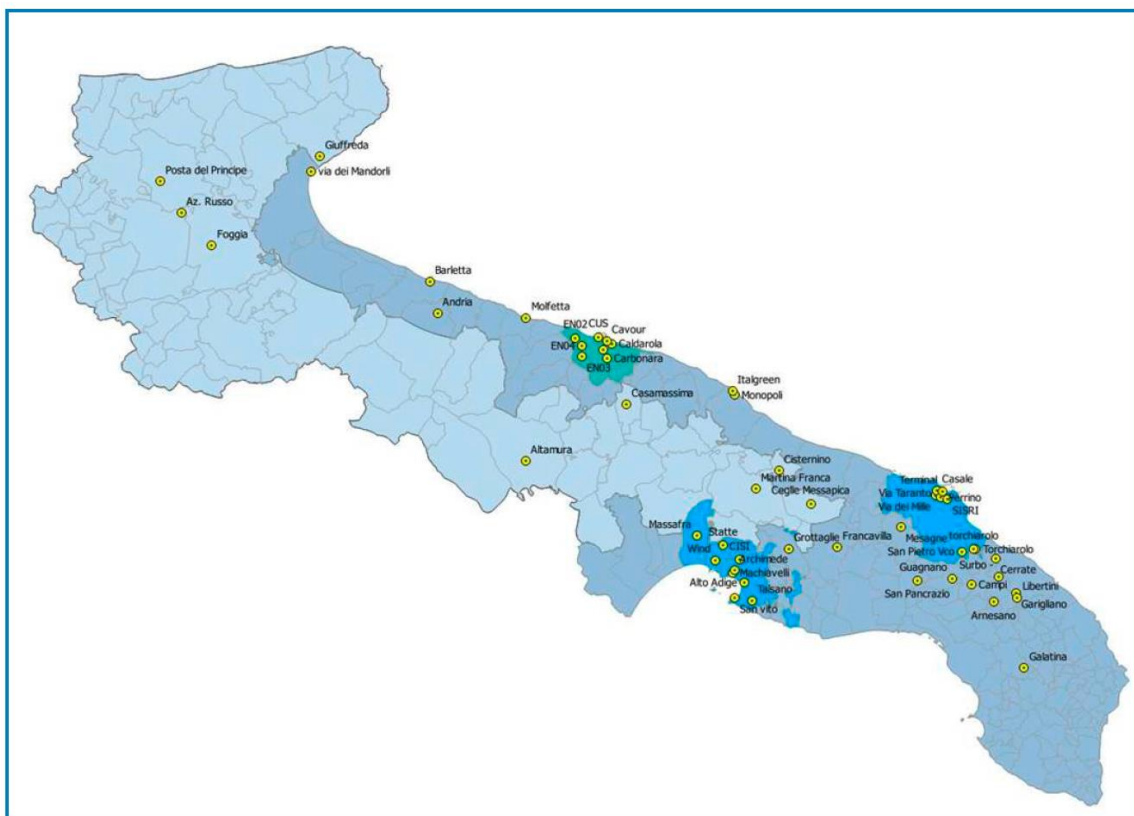 Giuffreda
via dei Mandorli
Posta del Principe
Az. Russo
Foggia
Barletta
Andria
Molfetta
EN02 CUS
Cavour
EN04
Caldarola
Carbonara
EN03
Italgreen
Monopoli
Casamassima
Altamura
Cisternino
Martina Franca
Ceglie Messapica
Terminal
Casale
Via Taranto
Perrino
Via dei Mille
SISRI
Massafra
Statte
Grottaglie
Francavilla
Mesagne
torchiarolo
Wind
CISI
San Pietro Vco
Torchiarolo
Archimede
Surbo
Machiavelli
Guagnano
Cerrate
Alto Adige
Talsano
San Pancrazio
Campi
Libertini
San vito
Arnesano
Garigliano
Galatina